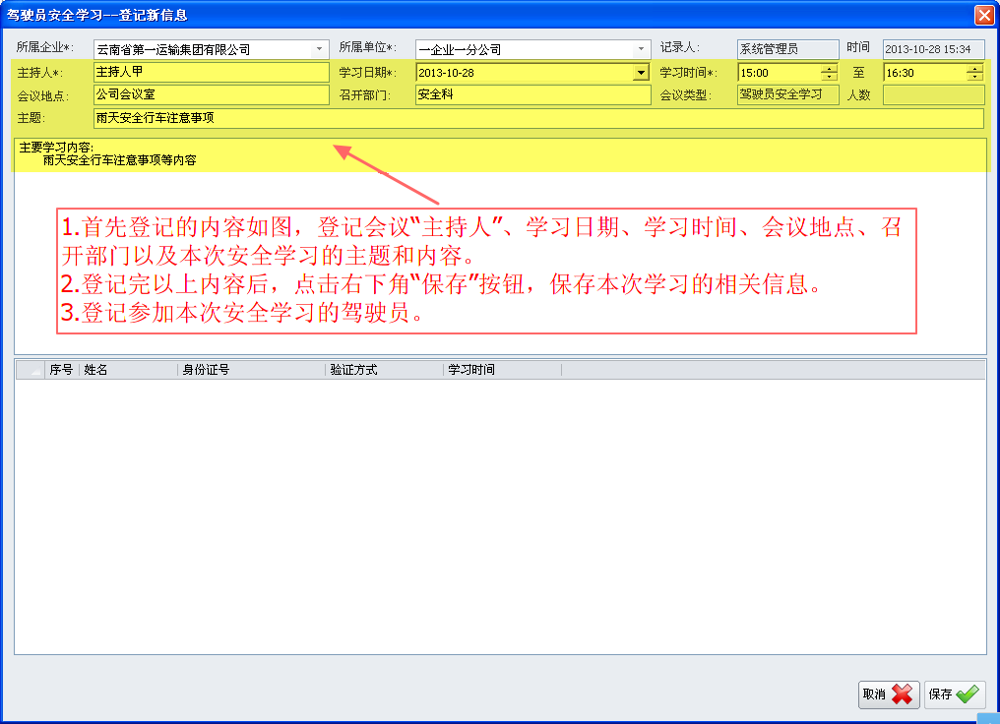 驾驶员安全学习--登记新信息
所属企业*: 云南省第一运输集团有限公司 所属单位*: 一企业一分公司 记录人: 系统管理员 时间 2013-10-28 15:34
主持人*: 主持人甲 学习日期*: 2013-10-28 学习时间*: 15:00 至 16:30
会议地点: 公司会议室 召开部门: 安全科 会议类型: 驾驶员安全学习 人数
主题: 雨天安全行车注意事项
主要学习内容:
雨天安全行车注意事项等内容
1.首先登记的内容如图，登记会议“主持人”、学习日期、学习时间、会议地点、召
开部门以及本次安全学习的主题和内容。
2.登记完以上内容后，点击右下角“保存”按钮，保存本次学习的相关信息。
3.登记参加本次安全学习的驾驶员。
序号 姓名 身份证号 验证方式 学习时间
取消 保存